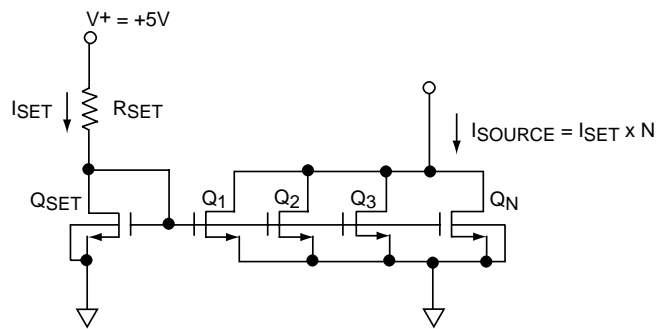 V+ = +5V
ISET
RSET
ISOURCE = ISET x N
QSET
Q1
Q2
Q3
QN